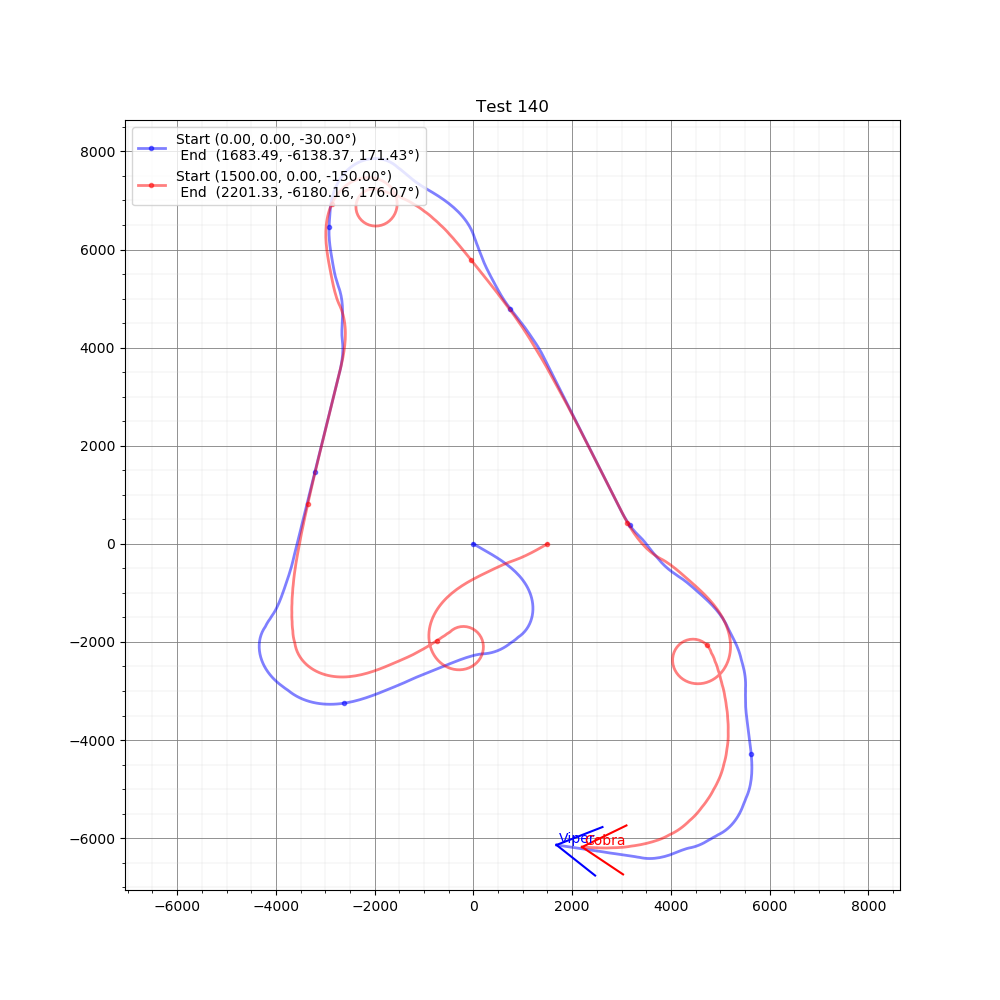 Test 140
Start (0.00, 0.00, -30.00°)
End (1683.49, -6138.37, 171.43°)
Start (1500.00, 0.00, -150.00°)
End (2201.33, -6180.16, 176.07°)
8000
6000
4000
2000
0
−2000
−4000
−6000
Viper
Cobra
−6000 −4000 −2000 0 2000 4000 6000 8000